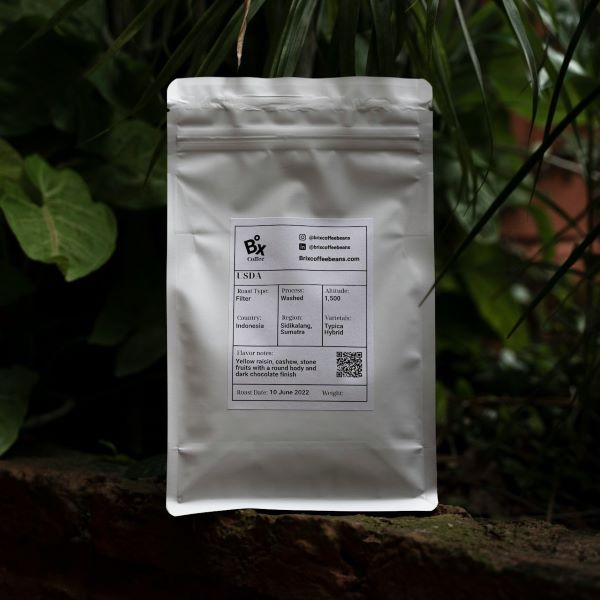 B°x
Coffee
@brixcoffeebeans
@brixcoffeebeans
Brixcoffeebeans.com
USDA
Roast Type:
Filter
Process:
Washed
Altitude:
1,500
Country:
Indonesia
Region:
Sidikalang,
Sumatra
Varietals:
Typica
Hybrid
Flavor notes:
Yellow raisin, cashew, stone
fruits with a round body and
dark chocolate finish
Roast Date: 10 June 2022
Weight: